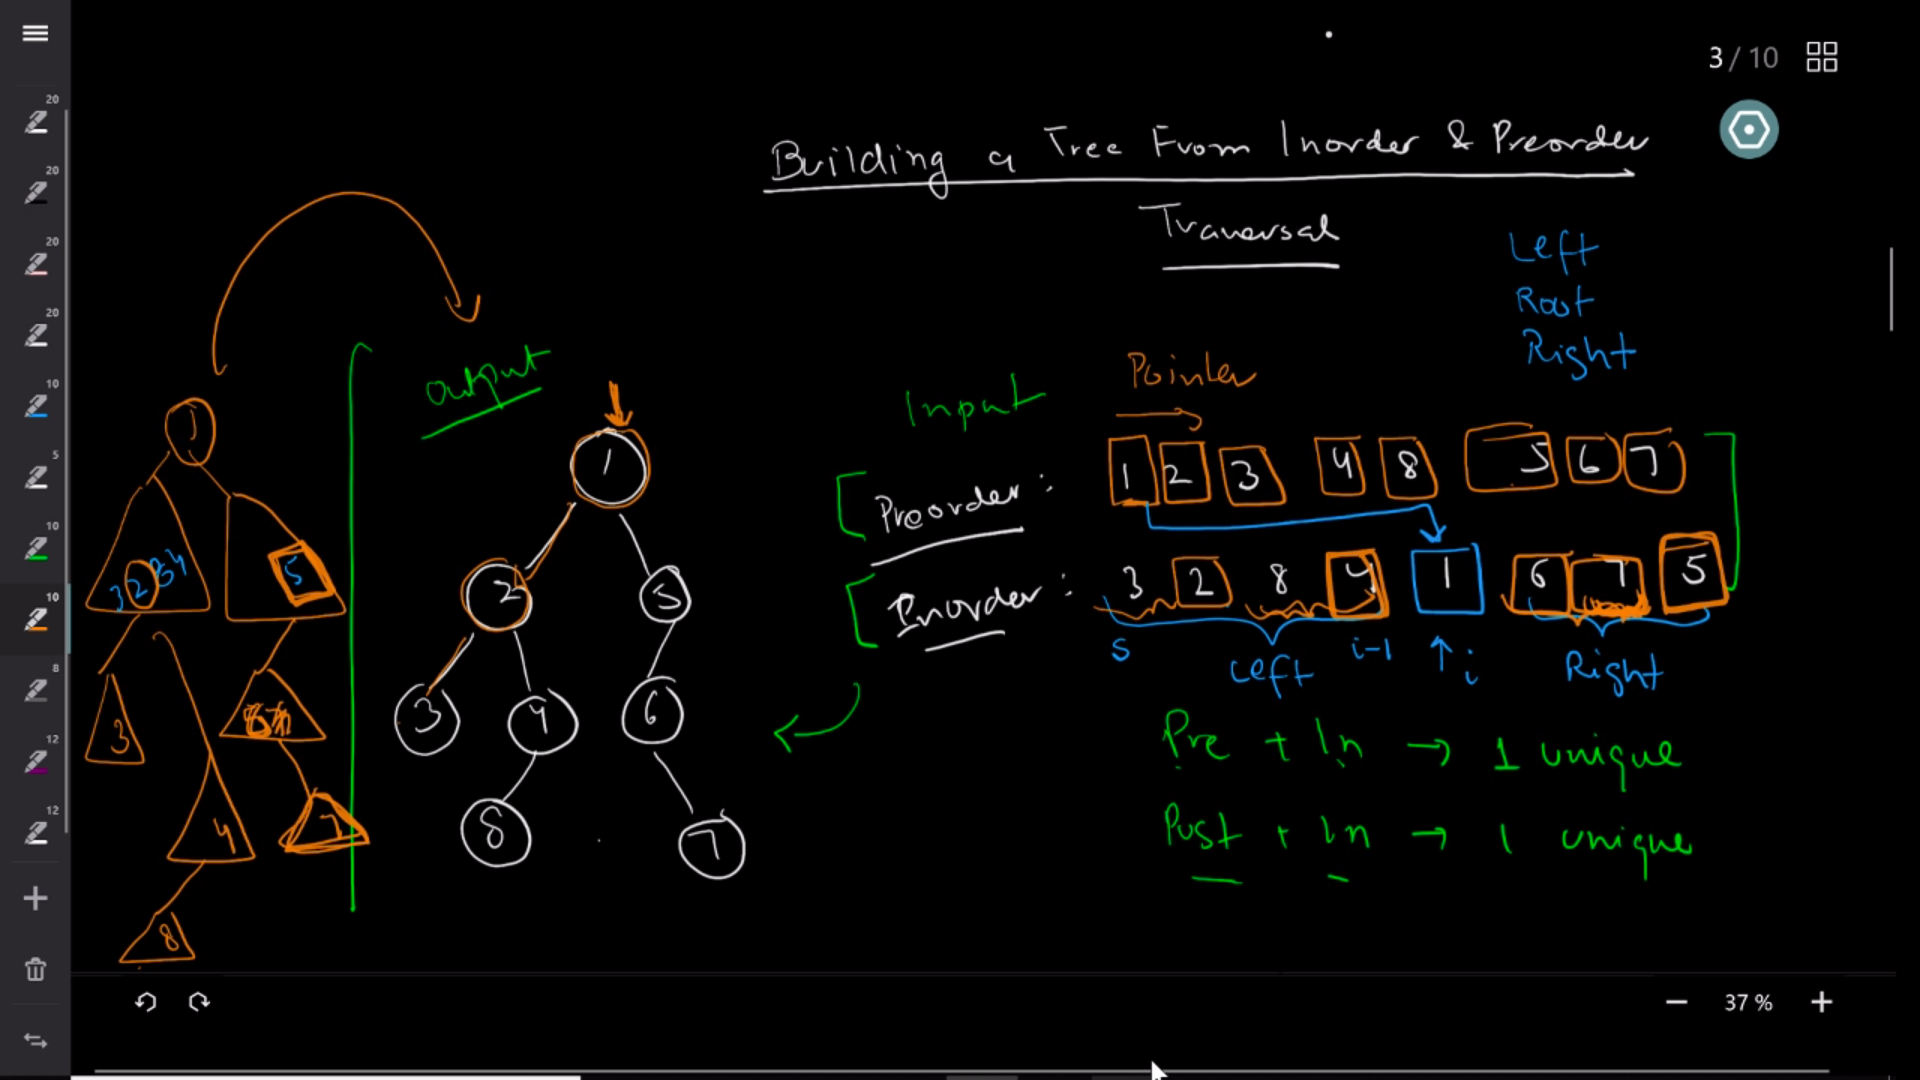 3 / 10
Building a Tree From Inorder & Preorder
Traversal
Left
Root
Right
output
Input
Pointer
Preorder : 1 2 3 4 8 5 6 7
Inorder : 3 2 8 4 1 6 7 5
s Left i-1 ↑ i Right
Pre + In → 1 unique
Post + In → 1 unique
1
2 5
3 4 6
8 7
1
3 2 8 4 5
3
4 7
8
20
20
20
20
10
5
10
10
8
12
12
37 %